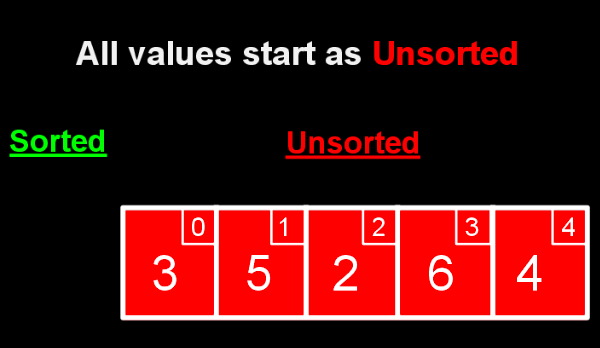 All values start as Unsorted
Sorted Unsorted
0 1 2 3 4
3 5 2 6 4